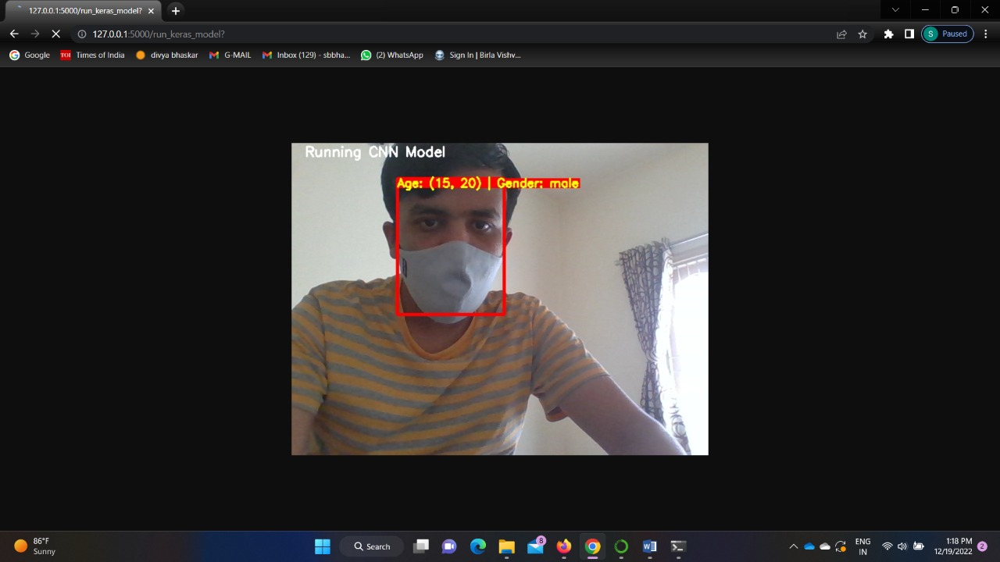 127.0.0.1:5000/run_keras_model?
127.0.0.1:5000/run_keras_model?
S Paused
Google
TOI Times of India
divya bhaskar
G-MAIL
Inbox (129) - sbbha...
(2) WhatsApp
Sign In | Birla Vishv...
Running CNN Model
Age: (15, 20) | Gender: male
86°F
Sunny
Search
8
W
ENG
IN
1:18 PM
12/19/2022
2